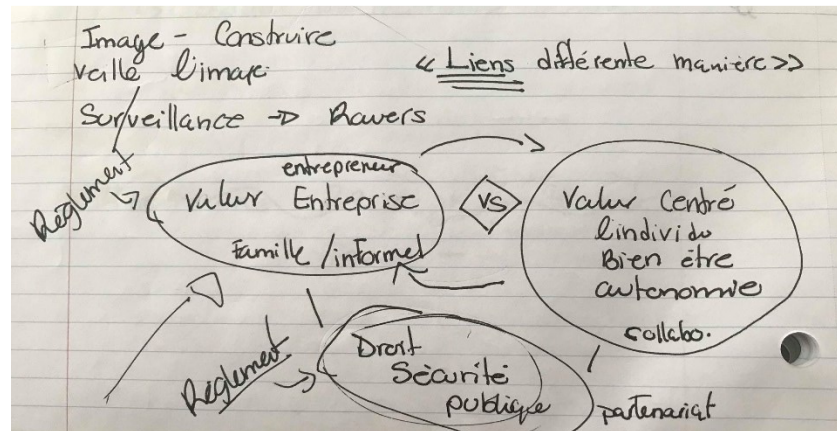 Image - Construire
veille l'image
« Liens différente manière »
Surveillance → Ravers
Règlement
entrepreneur
Valeur Entreprise
Famille / informel
VS
Valeur Centré
l'individu
Bien être
autonomie
collabo.
Règlement
Droit
Sécurité
publique
partenariat